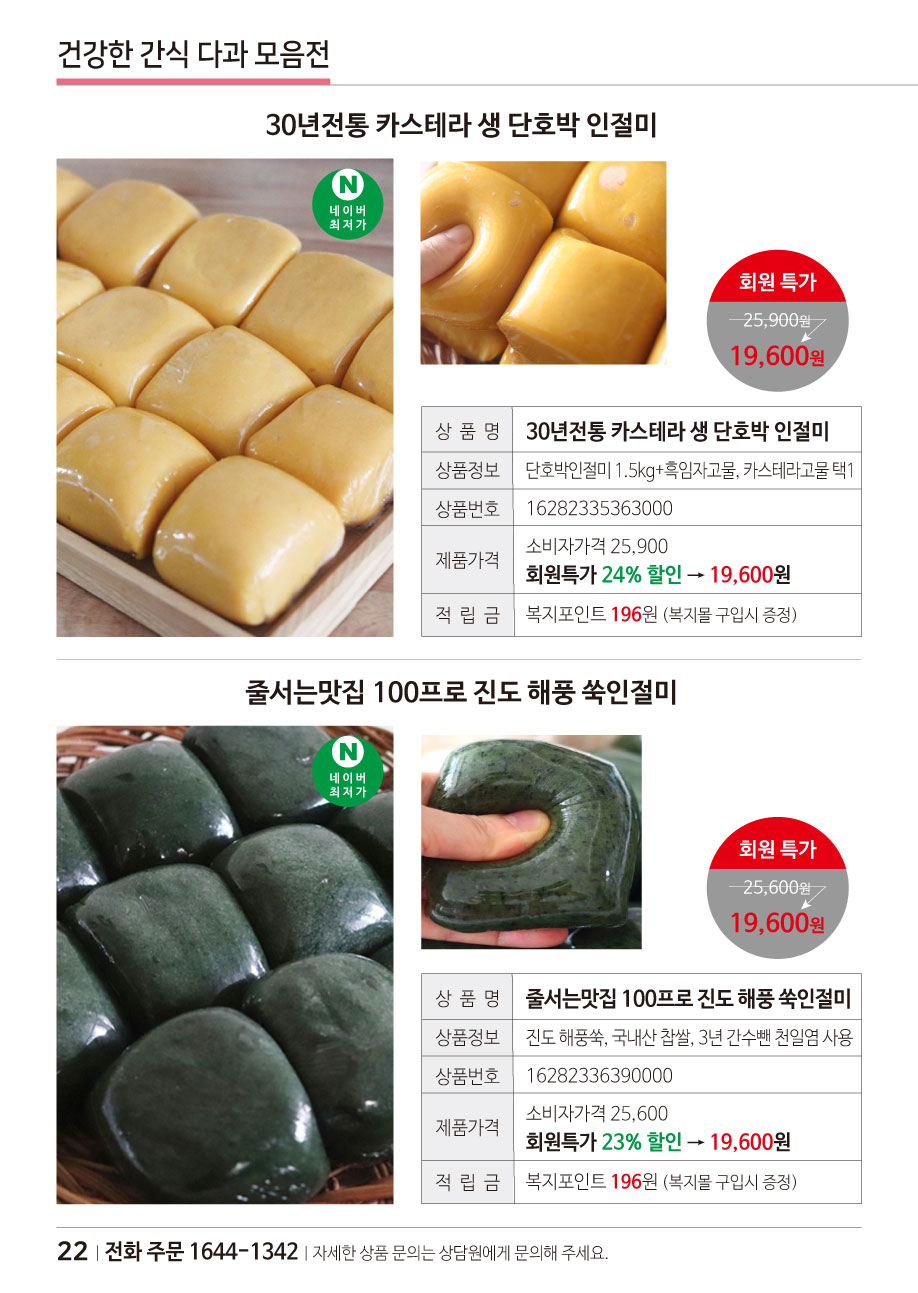 건강한 간식 다과 모음전
30년전통 카스테라 생 단호박 인절미
N
네이버
최저가
회원 특가
25,900원
19,600원
상 품 명 30년전통 카스테라 생 단호박 인절미
상품정보 단호박인절미 1.5kg+흑임자고물, 카스테라고물 택1
상품번호 16282335363000
제품가격 소비자가격 25,900
회원특가 24% 할인 → 19,600원
적 립 금 복지포인트 196원 (복지몰 구입시 증정)
줄서는맛집 100프로 진도 해풍 쑥인절미
N
네이버
최저가
회원 특가
25,600원
19,600원
상 품 명 줄서는맛집 100프로 진도 해풍 쑥인절미
상품정보 진도 해풍쑥, 국내산 찹쌀, 3년 간수뺀 천일염 사용
상품번호 16282336390000
제품가격 소비자가격 25,600
회원특가 23% 할인 → 19,600원
적 립 금 복지포인트 196원 (복지몰 구입시 증정)
22 | 전화 주문 1644-1342 | 자세한 상품 문의는 상담원에게 문의해 주세요.